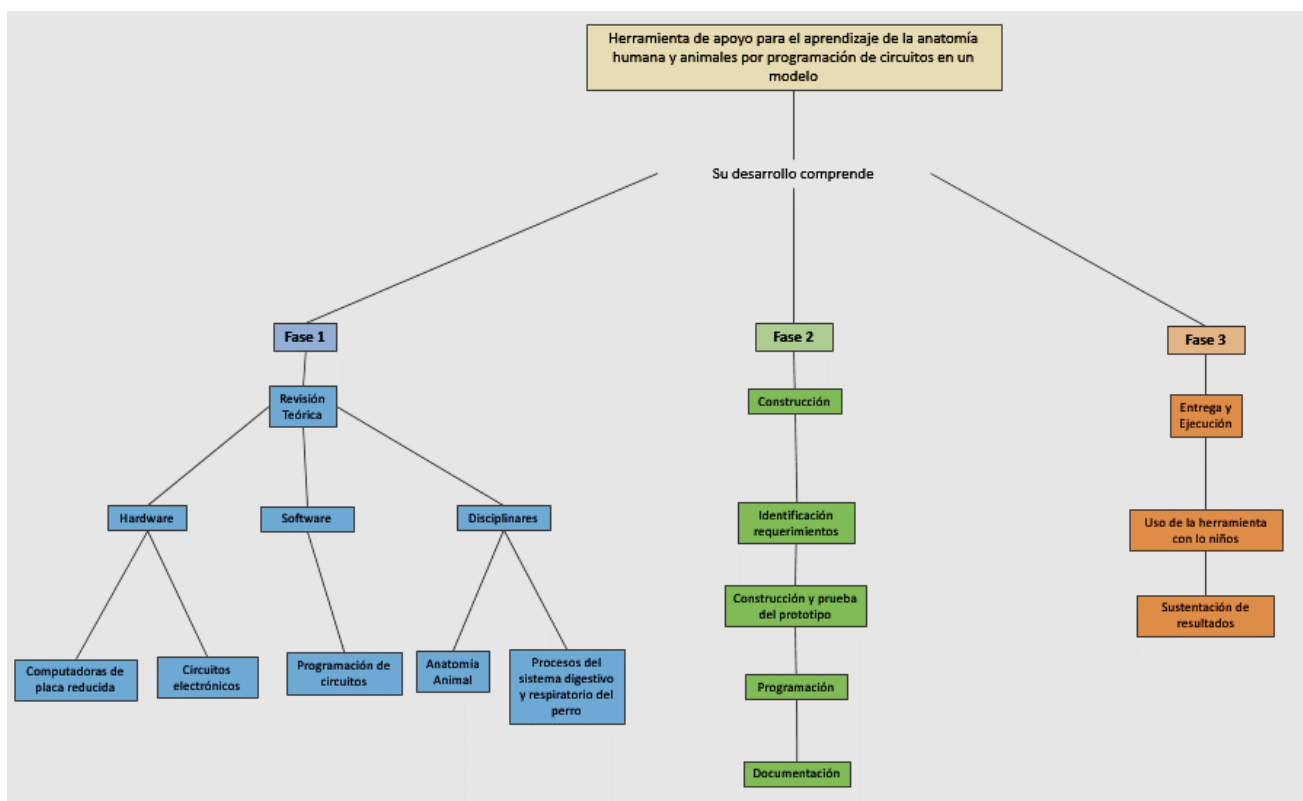 Herramienta de apoyo para el aprendizaje de la anatomía
humana y animales por programación de circuitos en un
modelo
Su desarrollo comprende
Fase 1
Fase 2
Fase 3
Revisión
Teórica
Construcción
Entrega y
Ejecución
Hardware
Software
Disciplinares
Identificación
requerimientos
Uso de la herramienta
con lo niños
Construcción y prueba
del prototipo
Sustentación de
resultados
Computadoras de
placa reducida
Circuitos
electrónicos
Programación de
circuitos
Anatomía
Animal
Procesos del
sistema digestivo
y respiratorio del
perro
Programación
Documentación